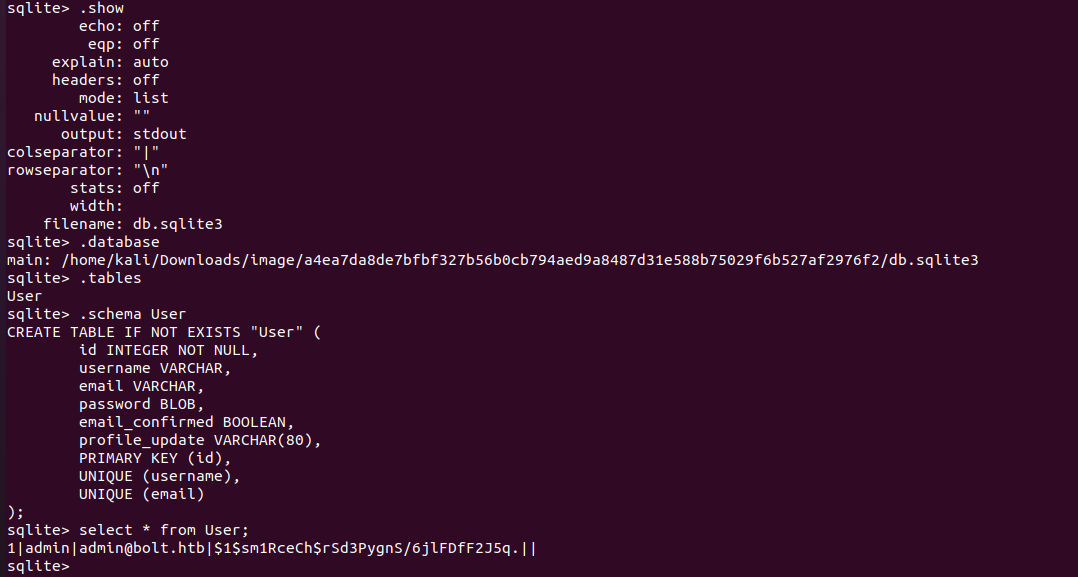 sqlite> .show
        echo: off
         eqp: off
     explain: auto
     headers: off
        mode: list
   nullvalue: ""
      output: stdout
colseparator: "|"
rowseparator: "\n"
       stats: off
       width:
    filename: db.sqlite3
sqlite> .database
main: /home/kali/Downloads/image/a4ea7da8de7bfbf327b56b0cb794aed9a8487d31e588b75029f6b527af2976f2/db.sqlite3
sqlite> .tables
User
sqlite> .schema User
CREATE TABLE IF NOT EXISTS "User" (
        id INTEGER NOT NULL,
        username VARCHAR,
        email VARCHAR,
        password BLOB,
        email_confirmed BOOLEAN,
        profile_update VARCHAR(80),
        PRIMARY KEY (id),
        UNIQUE (username),
        UNIQUE (email)
);
sqlite> select * from User;
1|admin|admin@bolt.htb|$1$sm1RceCh$rSd3PygnS/6jlFDfF2J5q.||
sqlite>